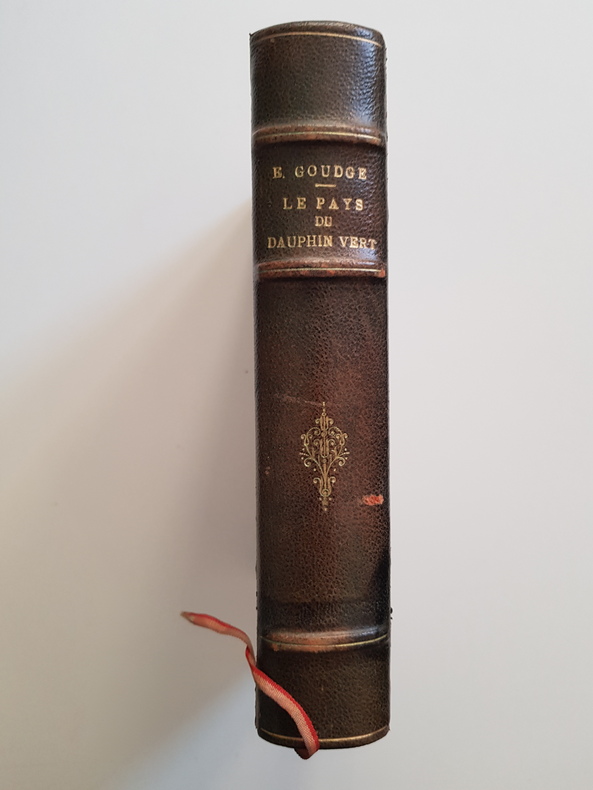 E. GOUDGE
LE PAYS
DU
DAUPHIN VERT